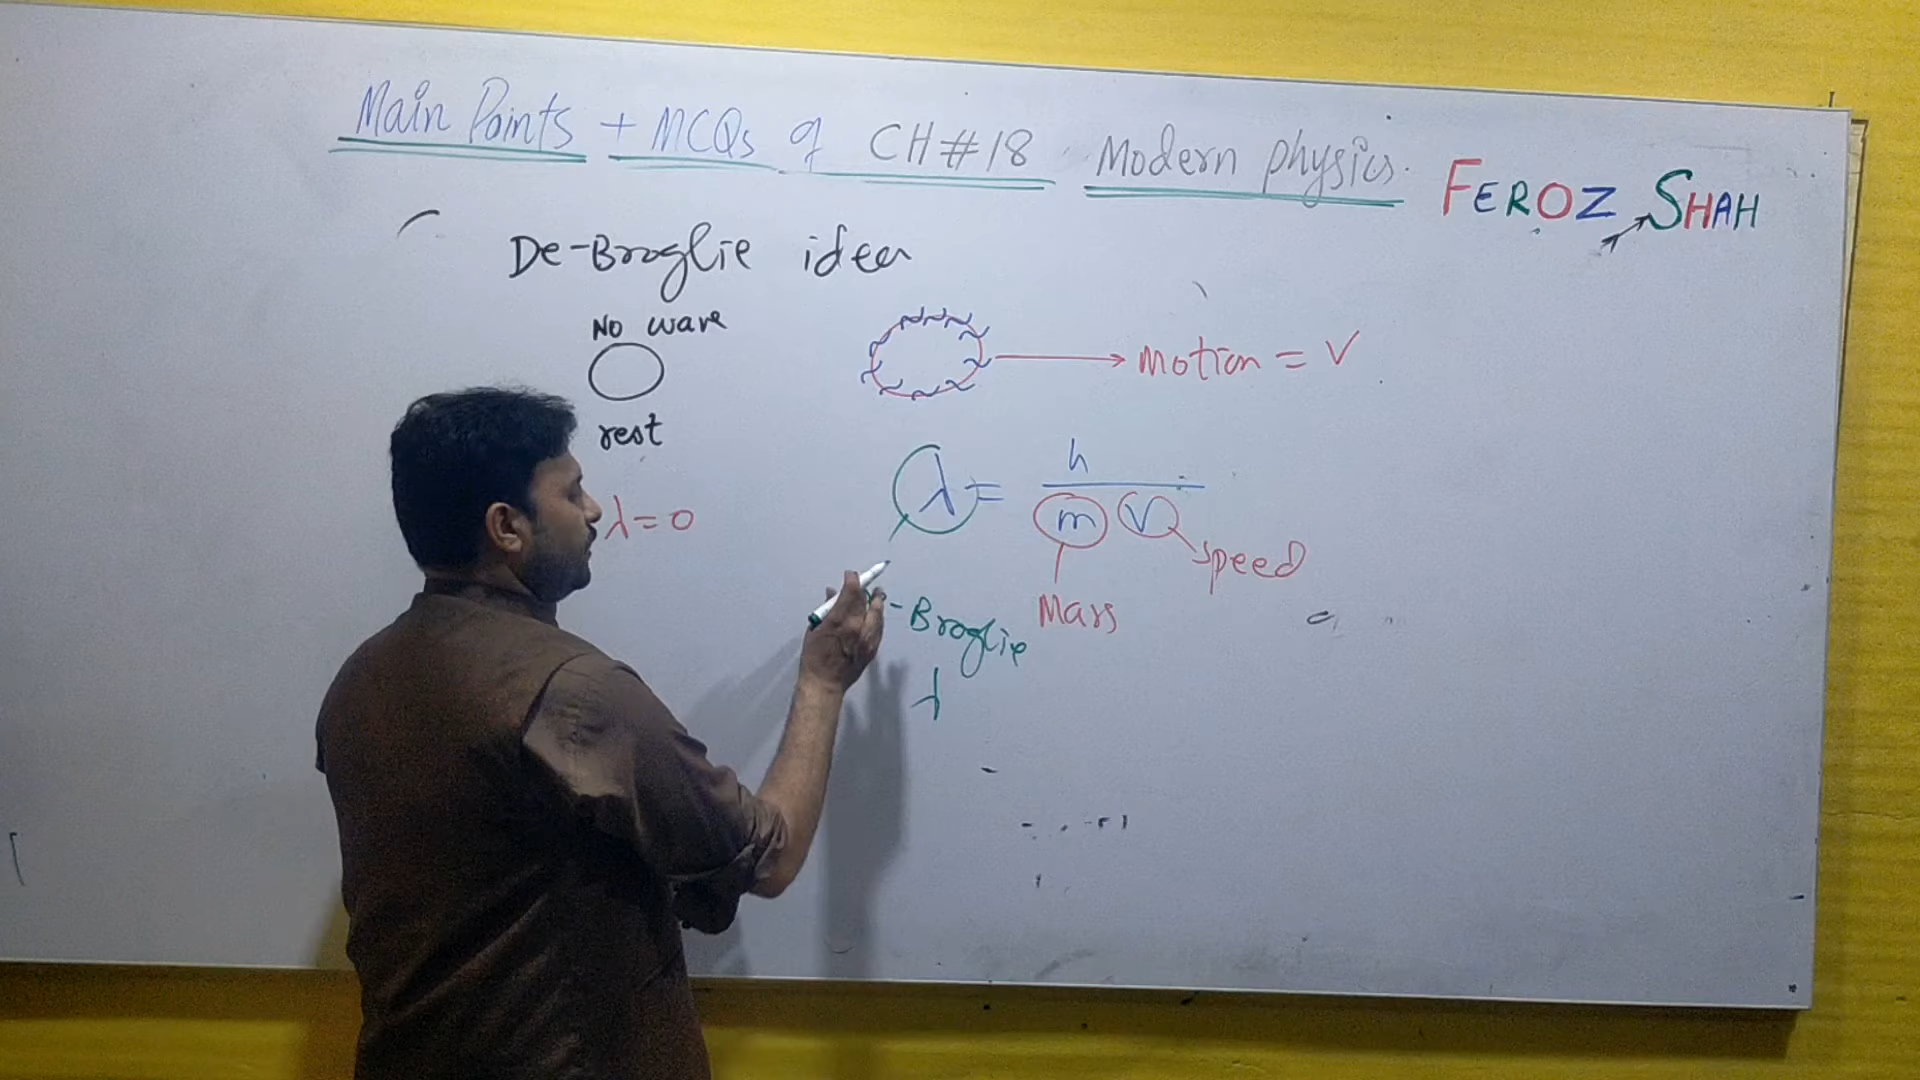 Main Points + MCQs of CH#18 Modern physics.
FEROZ SHAH
De-Broglie idea
No wave
rest
λ=0
Motion = V
λ = h
m V
speed
Mass
-Broglie
λ